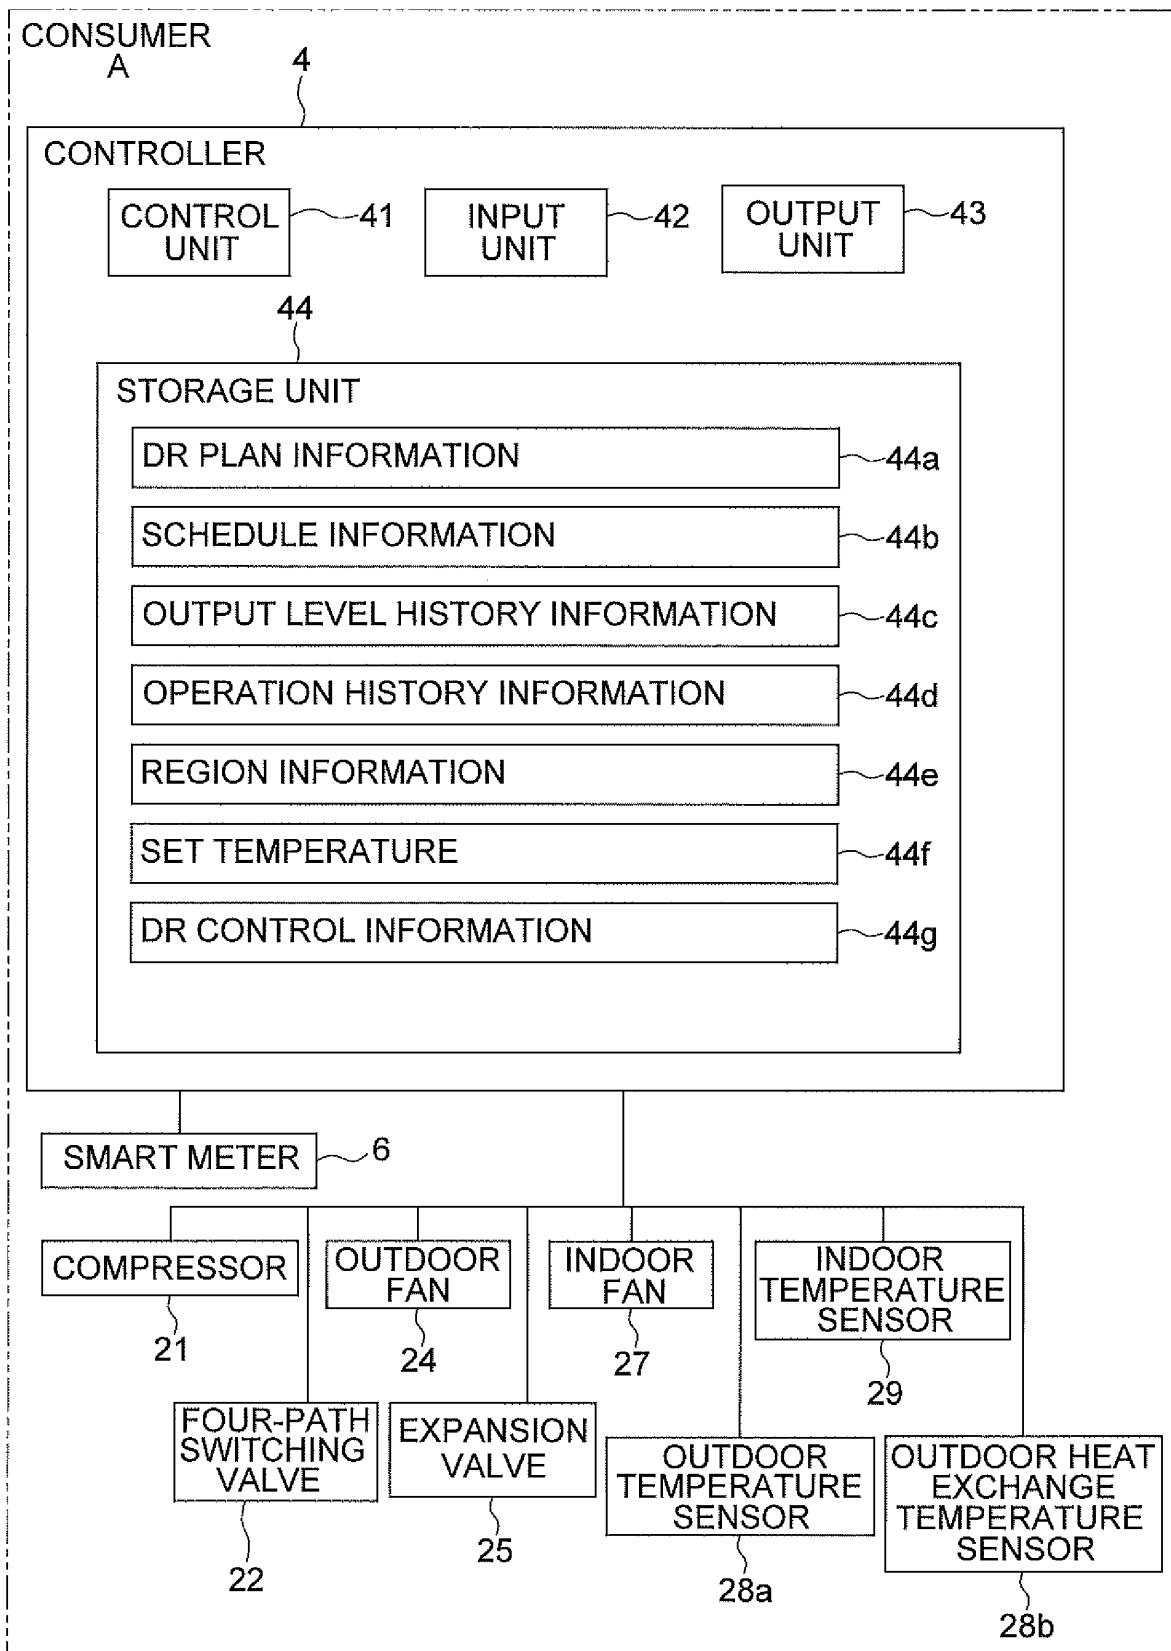 CONSUMER
A
4
CONTROLLER
CONTROL
UNIT
41
INPUT
UNIT
42
OUTPUT
UNIT
43
44
STORAGE UNIT
DR PLAN INFORMATION
44a
SCHEDULE INFORMATION
44b
OUTPUT LEVEL HISTORY INFORMATION
44c
OPERATION HISTORY INFORMATION
44d
REGION INFORMATION
44e
SET TEMPERATURE
44f
DR CONTROL INFORMATION
44g
SMART METER
6
COMPRESSOR
21
OUTDOOR
FAN
24
INDOOR
FAN
27
INDOOR
TEMPERATURE
SENSOR
29
FOUR-PATH
SWITCHING
VALVE
22
EXPANSION
VALVE
25
OUTDOOR
TEMPERATURE
SENSOR
28a
OUTDOOR HEAT
EXCHANGE
TEMPERATURE
SENSOR
28b